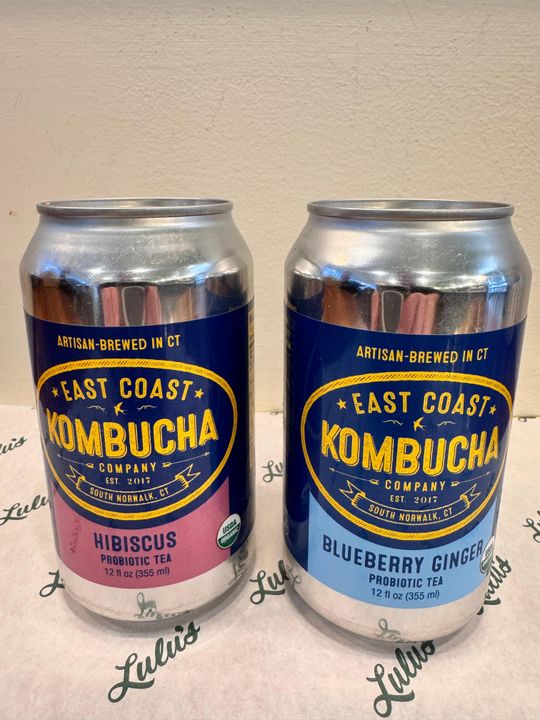 ARTISAN-BREWED IN CT
EAST COAST
KOMBUCHA
COMPANY
EST. 2017
SOUTH NORWALK, CT
HIBISCUS
PROBIOTIC TEA
12 fl oz (355 ml)
USDA
ORGANIC
ARTISAN-BREWED IN CT
EAST COAST
KOMBUCHA
COMPANY
EST. 2017
SOUTH NORWALK, CT
BLUEBERRY GINGER
PROBIOTIC TEA
12 fl oz (355 ml)
Lulu's
Lulu's
Lulu's